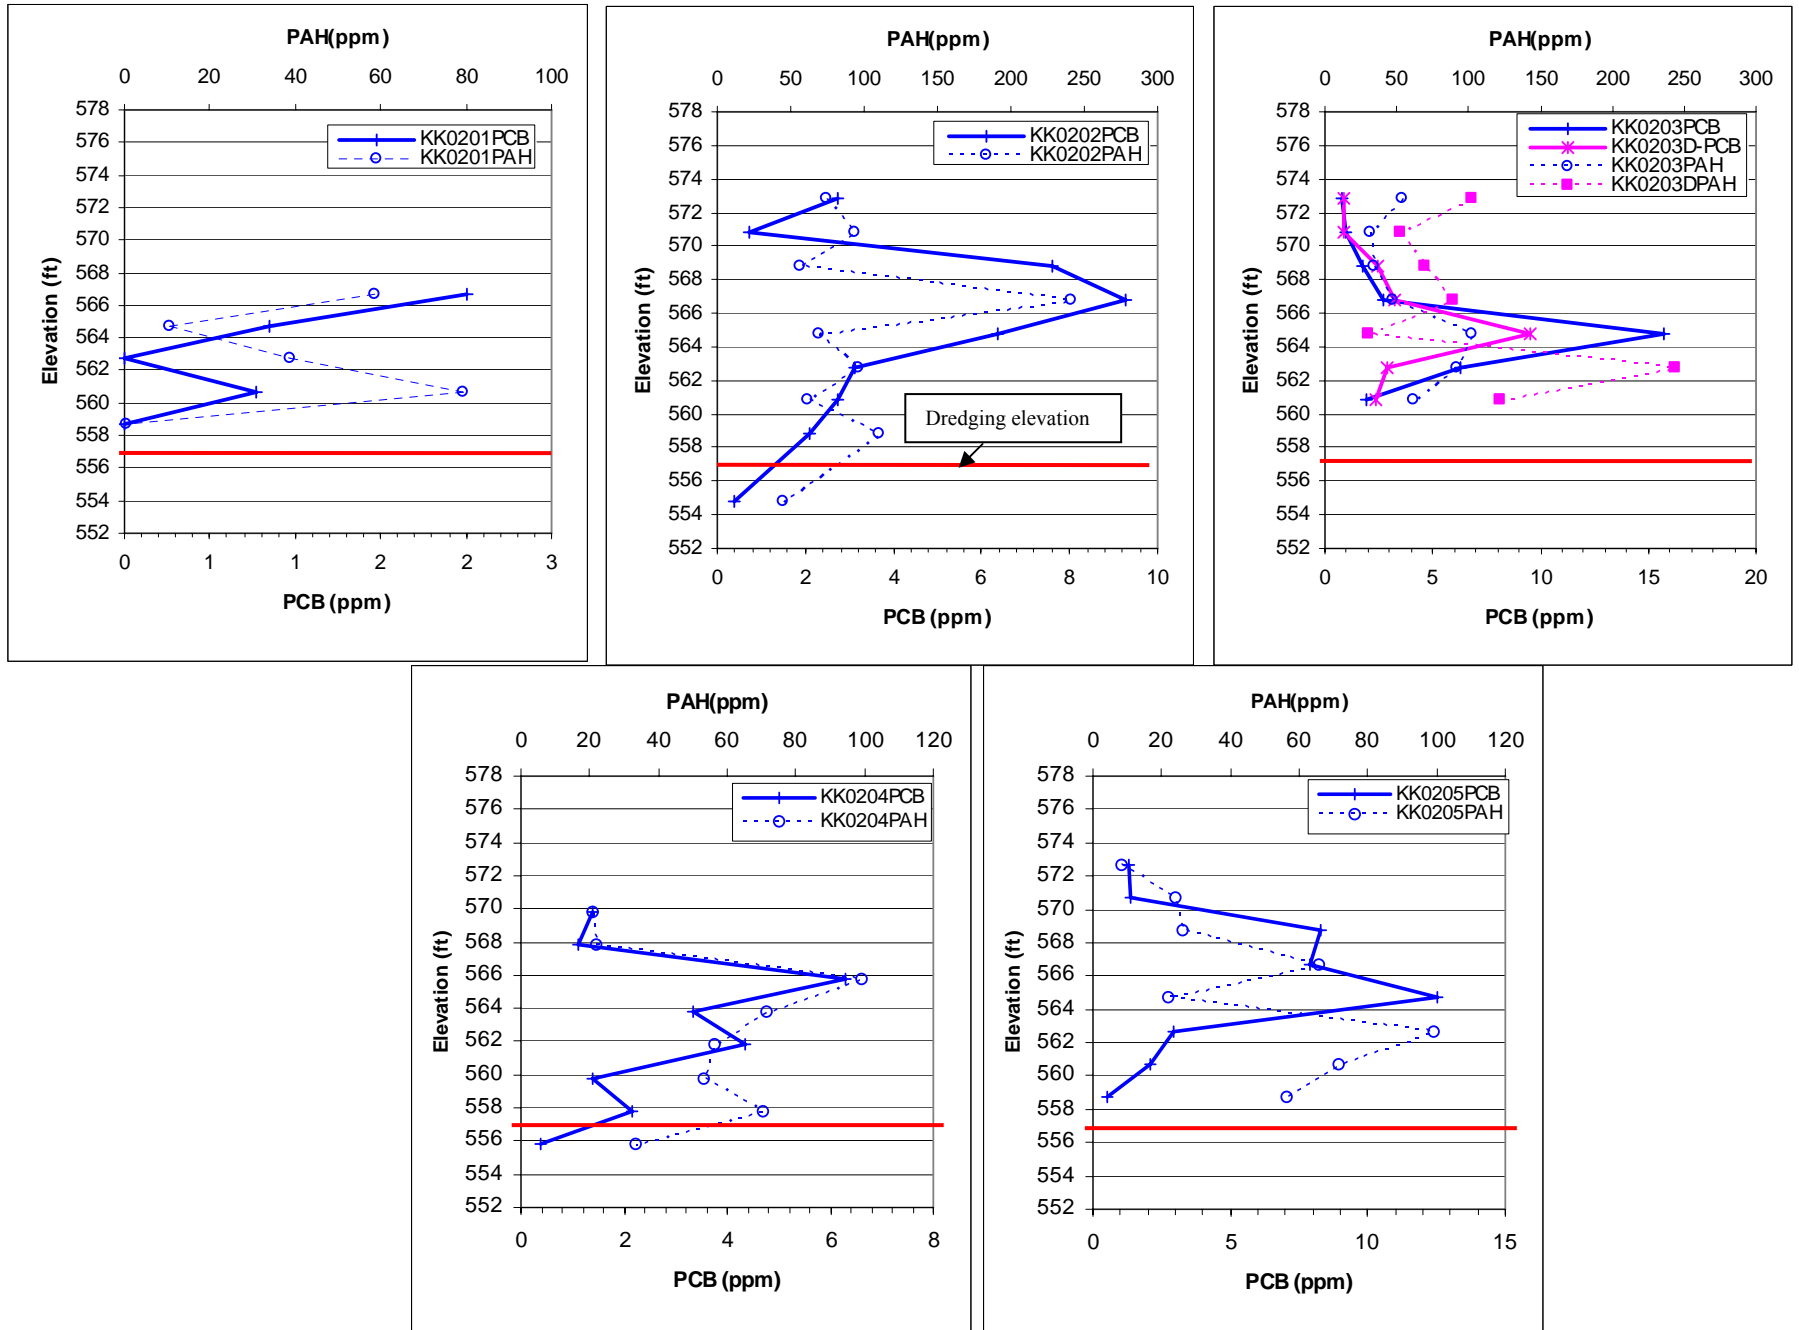 PAH(ppm)
0 20 40 60 80 100
578
576
574
572
570
568
566
564
562
560
558
556
554
552
Elevation (ft)
KK0201PCB
KK0201PAH
0 1 1 2 2 3
PCB (ppm)
PAH(ppm)
0 50 100 150 200 250 300
578
576
574
572
570
568
566
564
562
560
558
556
554
552
Elevation (ft)
KK0202PCB
KK0202PAH
Dredging elevation
0 2 4 6 8 10
PCB (ppm)
PAH(ppm)
0 50 100 150 200 250 300
578
576
574
572
570
568
566
564
562
560
558
556
554
552
Elevation (ft)
KK0203PCB
KK0203D-PCB
KK0203PAH
KK0203DPAH
0 5 10 15 20
PCB (ppm)
PAH(ppm)
0 20 40 60 80 100 120
578
576
574
572
570
568
566
564
562
560
558
556
554
552
Elevation (ft)
KK0204PCB
KK0204PAH
0 2 4 6 8
PCB (ppm)
PAH(ppm)
0 20 40 60 80 100 120
578
576
574
572
570
568
566
564
562
560
558
556
554
552
Elevation (ft)
KK0205PCB
KK0205PAH
0 5 10 15
PCB (ppm)